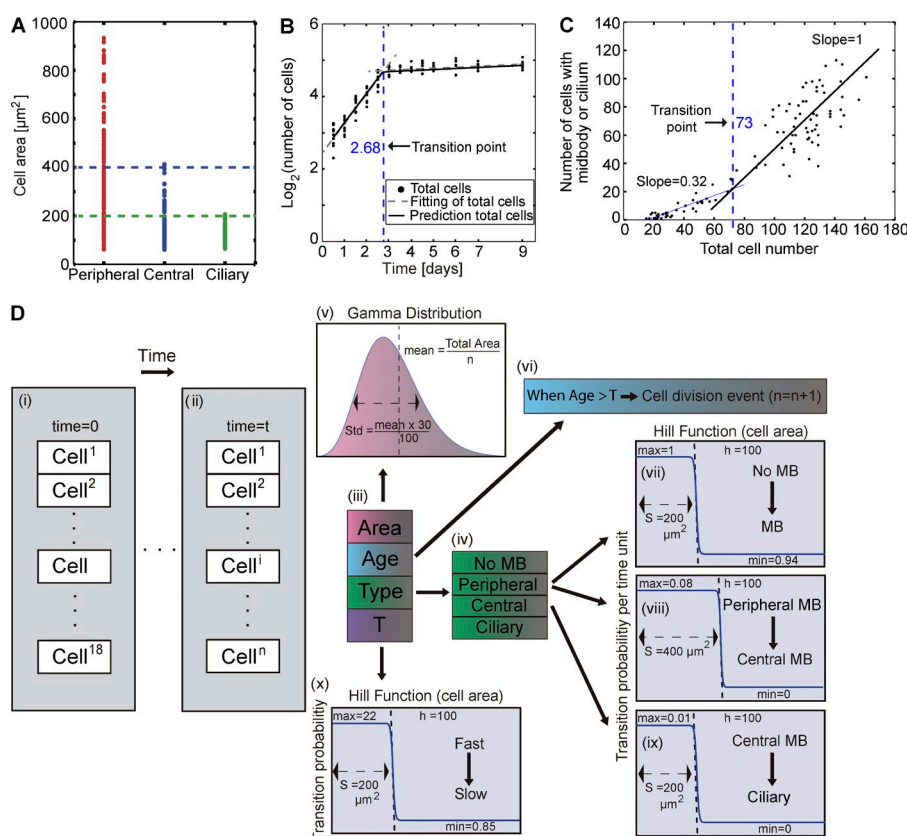 A
Cell area [μm²]
1000
800
600
400
200
0
Peripheral Central Ciliary
B
Log2(number of cells)
6
4
2
0
2.68
Transition point
Total cells
Fitting of total cells
Prediction total cells
0 1 2 3 4 5 6 7 9
Time [days]
C
Number of cells with
midbody or cilium
140
120
100
80
60
40
20
0
Slope=1
Transition
point
73
Slope=0.32
0 20 40 60 80 100 120 140 160 180
Total cell number
D
Time
(i)
time=0
Cell1
Cell2
Cell
Cell18
(ii)
time=t
Cell1
Cell2
Celli
Celln
(v) Gamma Distribution
mean = Total Area
n
Std = mean x 30
100
(iii)
Area
Age
Type
T
(iv)
No MB
Peripheral
Central
Ciliary
(vi)
When Age >T → Cell division event (n=n+1)
Transition probability per time unit
Hill Function (cell area)
max=1 h =100
(vii)
No MB
MB
S =200
μm²
min=0.94
max=0.08 h =100
(viii)
Peripheral MB
Central MB
S =400 μm²
min=0
max=0.01 h =100
(ix)
Central MB
Ciliary
S =200
μm²
min=0
(x)
Hill Function (cell area)
Transition probabilitiy
max=22 h =100
Fast
Slow
S =200
μm²
min=0.85